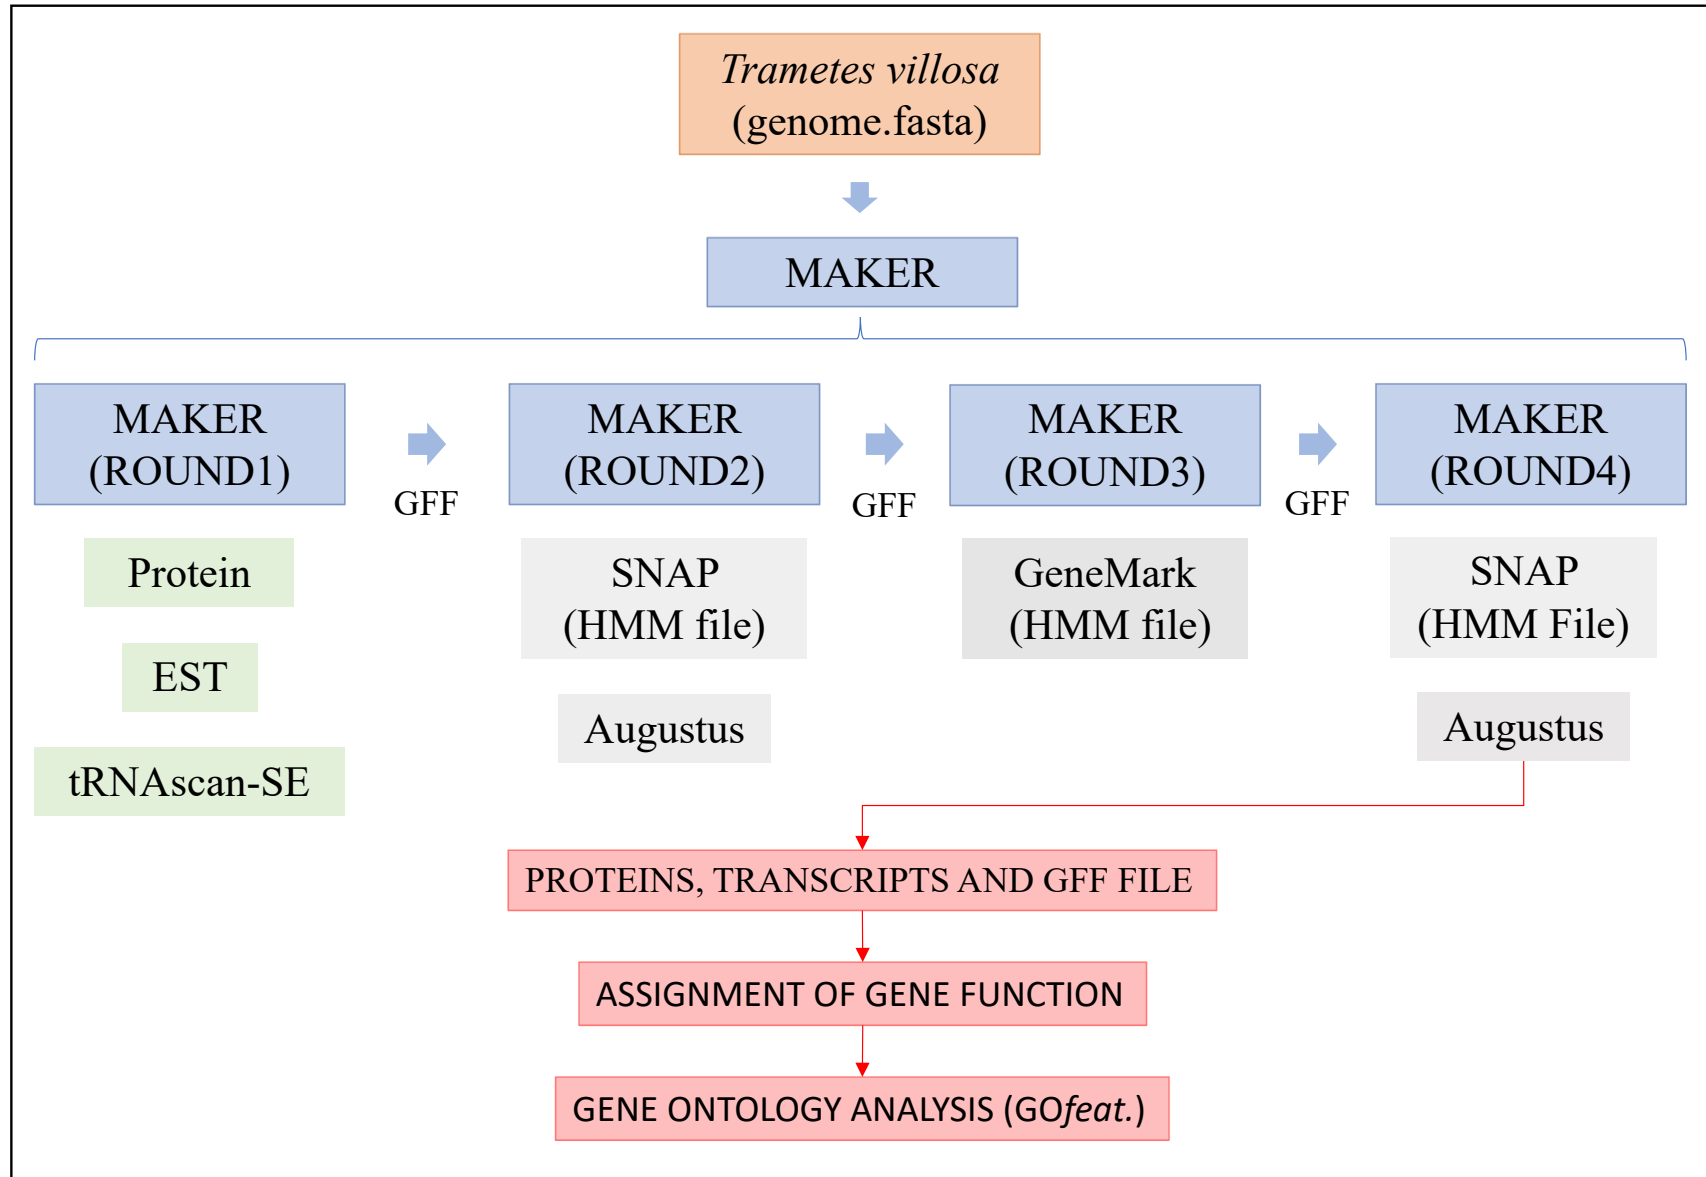 Trametes villosa
(genome.fasta)
MAKER
MAKER
(ROUND1)
GFF
MAKER
(ROUND2)
GFF
MAKER
(ROUND3)
GFF
MAKER
(ROUND4)
Protein
EST
tRNAscan-SE
SNAP
(HMM file)
Augustus
GeneMark
(HMM file)
SNAP
(HMM File)
Augustus
PROTEINS, TRANSCRIPTS AND GFF FILE
ASSIGNMENT OF GENE FUNCTION
GENE ONTOLOGY ANALYSIS (GOfeat.)